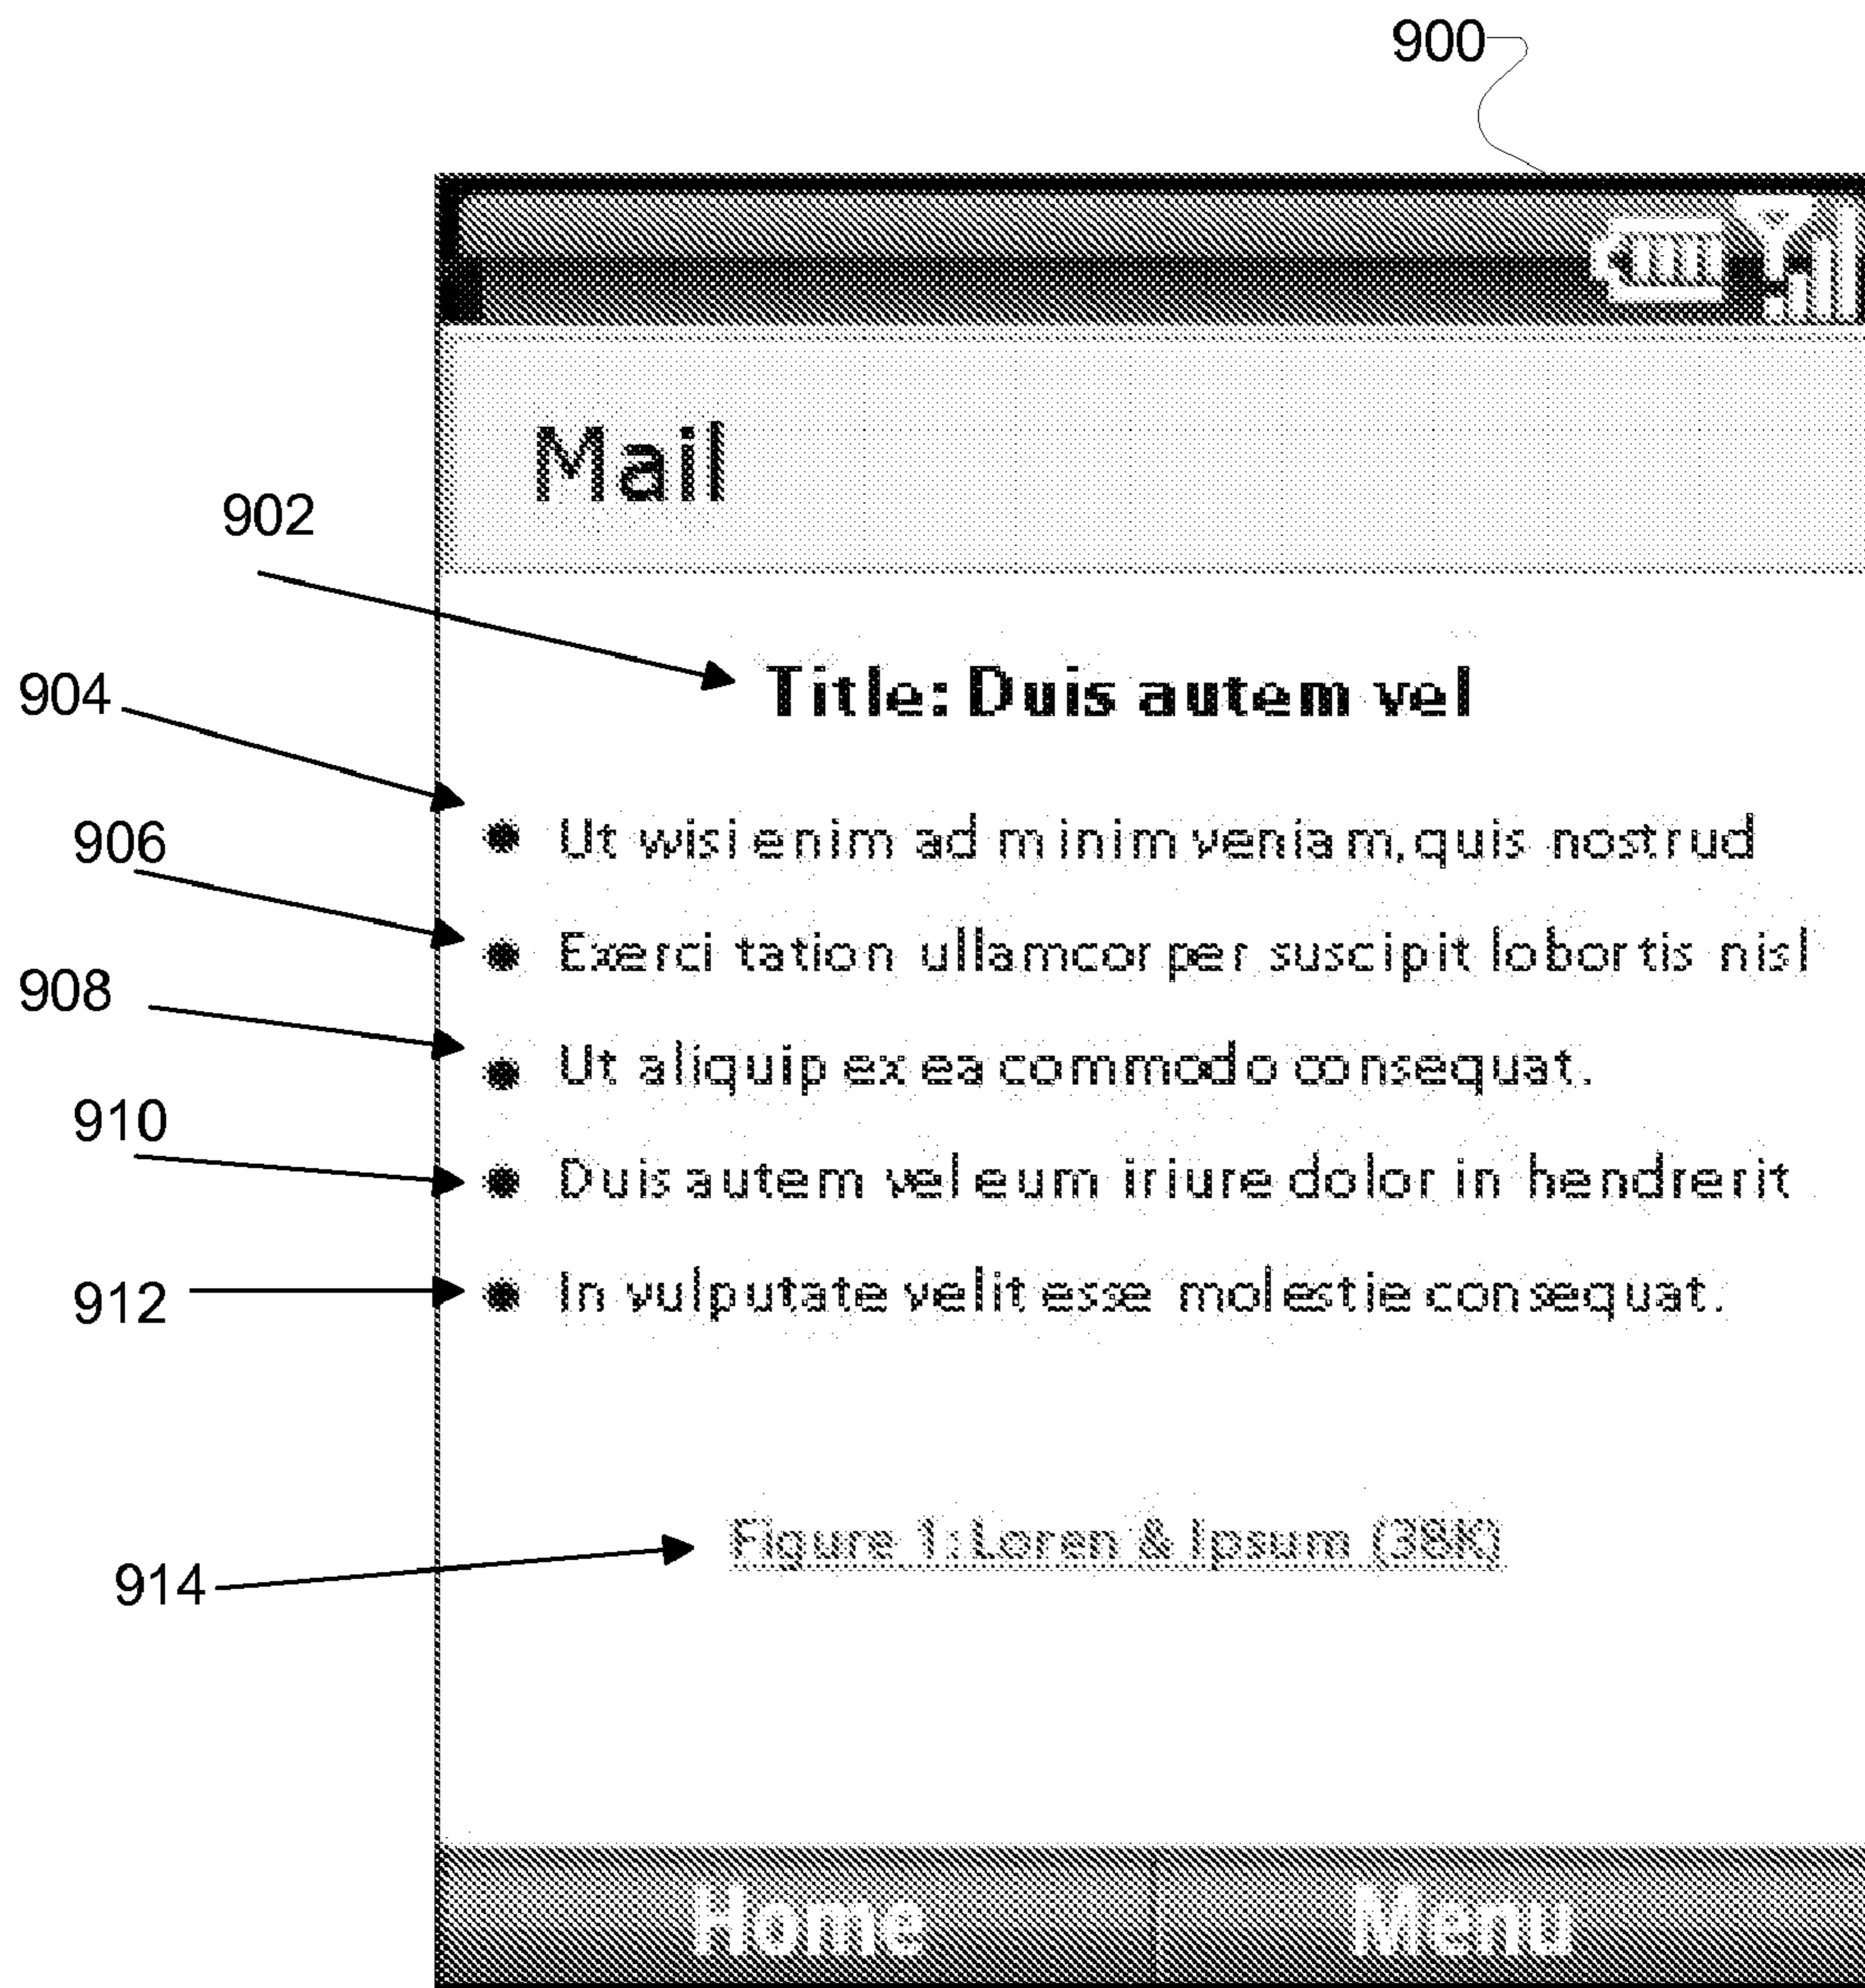 900
Mail
902
Title: Duis autem vel
904
• Ut wisi enim ad minim veniam, quis nostrud
906
• Exerci tation ullamcorper suscipit lobortis nisl
908
• Ut aliquip ex ea commodo consequat.
910
• Duis autem vel eum iriure dolor in hendrerit
912
• In vulputate velit esse molestie consequat.
914
Figure 1: Loren & Ipsum (38K)
Home Menu